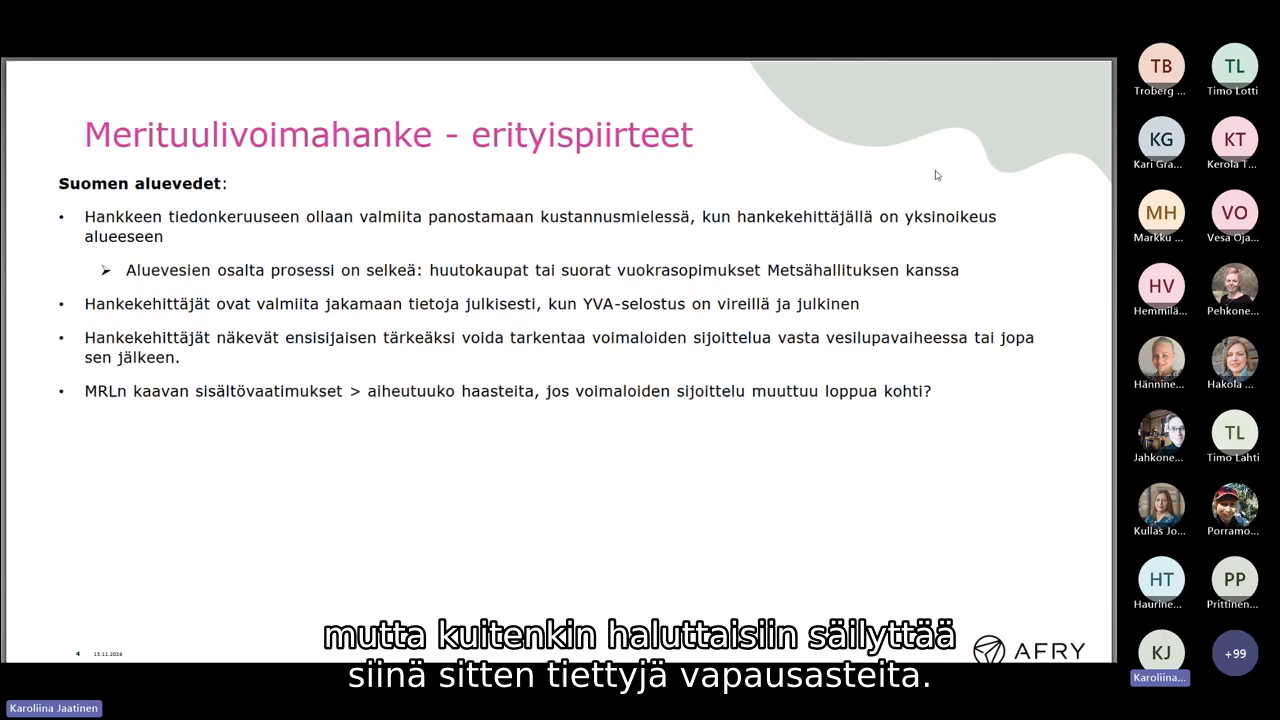 Merituulivoimahanke - erityispiirteet
Suomen aluevedet:
• Hankkeen tiedonkeruuseen ollaan valmiita panostamaan kustannusmielessä, kun hankekehittäjällä on yksinoikeus
alueeseen
➢ Aluevesien osalta prosessi on selkeä: huutokaupat tai suorat vuokrasopimukset Metsähallituksen kanssa
• Hankekehittäjät ovat valmiita jakamaan tietoja julkisesti, kun YVA-selostus on vireillä ja julkinen
• Hankekehittäjät näkevät ensisijaisen tärkeäksi voida tarkentaa voimaloiden sijoittelua vasta vesilupavaiheessa tai jopa
sen jälkeen.
• MRLn kaavan sisältövaatimukset > aiheutuuko haasteita, jos voimaloiden sijoittelu muuttuu loppua kohti?
4 13.11.2024
AFRY
mutta kuitenkin haluttaisiin säilyttää
siinä sitten tiettyjä vapausasteita.
Karoliina Jaatinen
TB TL
Troberg ... Timo Lotti
KG KT
Kari Gra... Kerola T...
MH VO
Markku ... Vesa Oja...
HV
Hemmilä... Pehkone...
Hännine... Hakola ...
TL
Jahkone... Timo Lahti
Kullas Jo... Porramo...
HT PP
Haurine... Prittinen...
KJ +99
Karoliina...